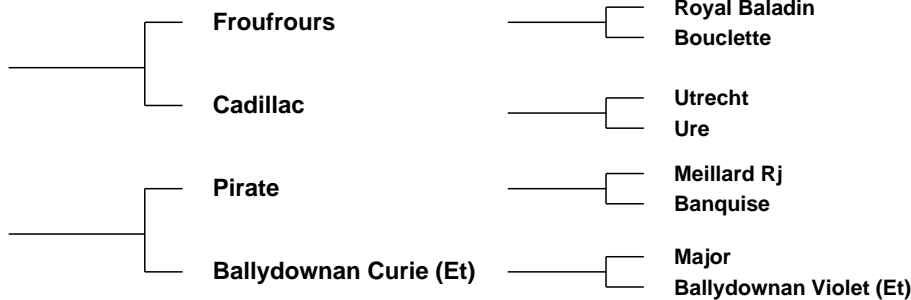 Froufrours
Royal Baladin
Bouclette
Cadillac
Utrecht
Ure
Pirate
Meillard Rj
Banquise
Ballydownan Curie (Et)
Major
Ballydownan Violet (Et)